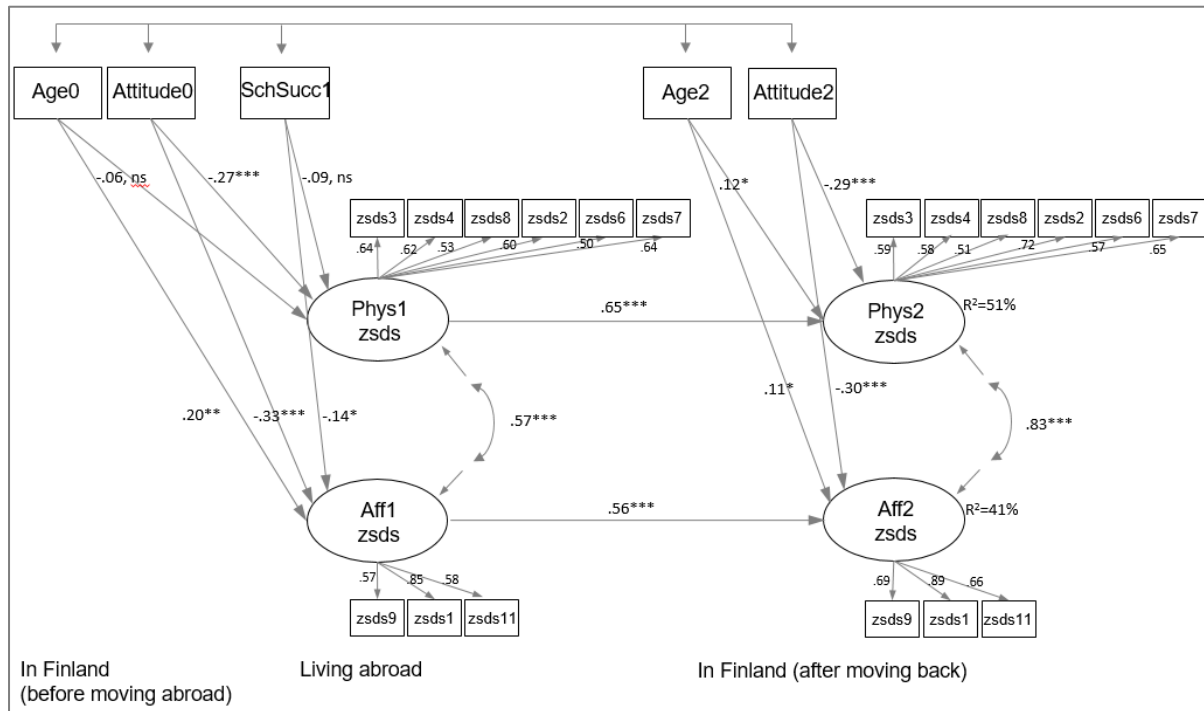 Age0
Attitude0
SchSucc1
Age2
Attitude2
-.06, ns
-.27***
-.09, ns
.12*
-.29***
zsds3
zsds4
zsds8
zsds2
zsds6
zsds7
zsds3
zsds4
zsds8
zsds2
zsds6
zsds7
.64
.62
.53
.60
.50
.64
.59
.58
.51
.72
.57
.65
Phys1
zsds
.65***
Phys2
zsds
R²=51%
.20**
-.33***
-.14*
.57***
.11*
-.30***
.83***
Aff1
zsds
.56***
Aff2
zsds
R²=41%
.57
.85
.58
.69
.89
.66
zsds9
zsds1
zsds11
zsds9
zsds1
zsds11
In Finland
(before moving abroad)
Living abroad
In Finland (after moving back)